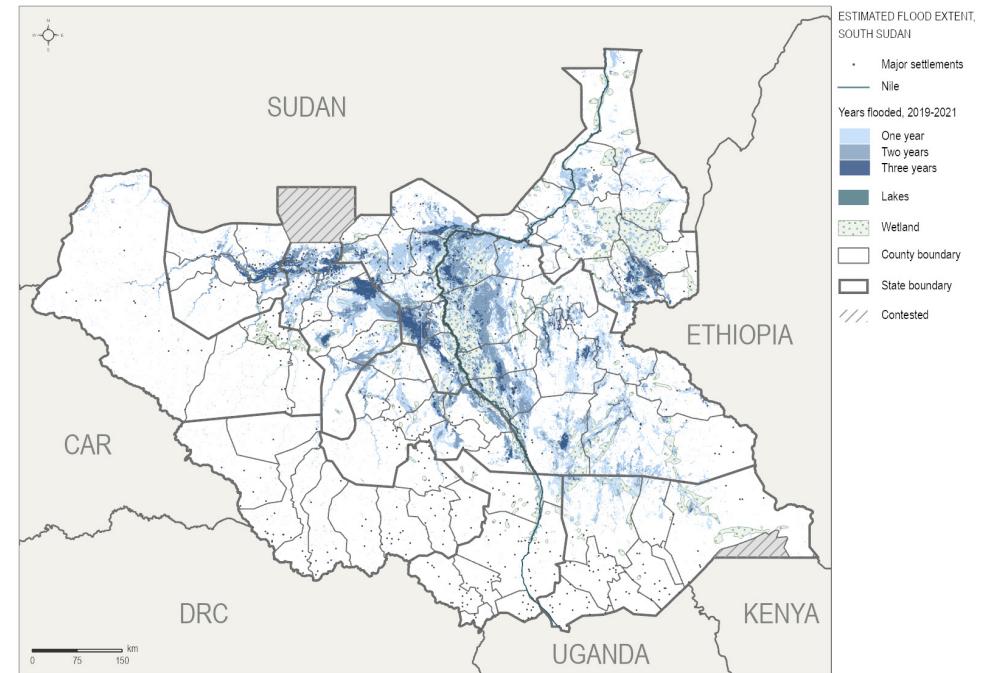 N
W E
S
SUDAN
ETHIOPIA
CAR
DRC
KENYA
UGANDA
km
0 75 150
ESTIMATED FLOOD EXTENT,
SOUTH SUDAN
Major settlements
Nile
Years flooded, 2019-2021
One year
Two years
Three years
Lakes
Wetland
County boundary
State boundary
Contested